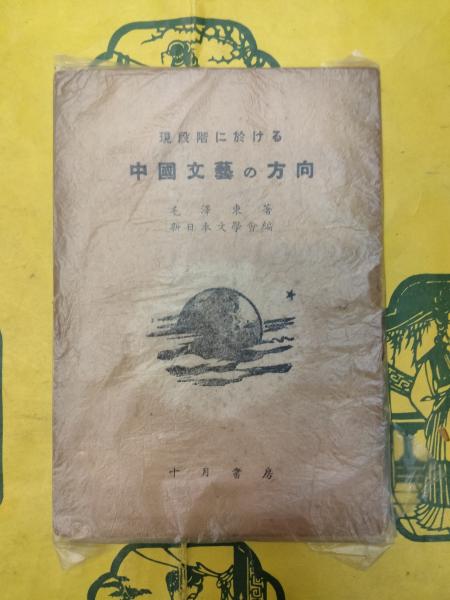 現段階に於ける
中國文藝の方向
毛澤東著
新日本文學會編
十月書房